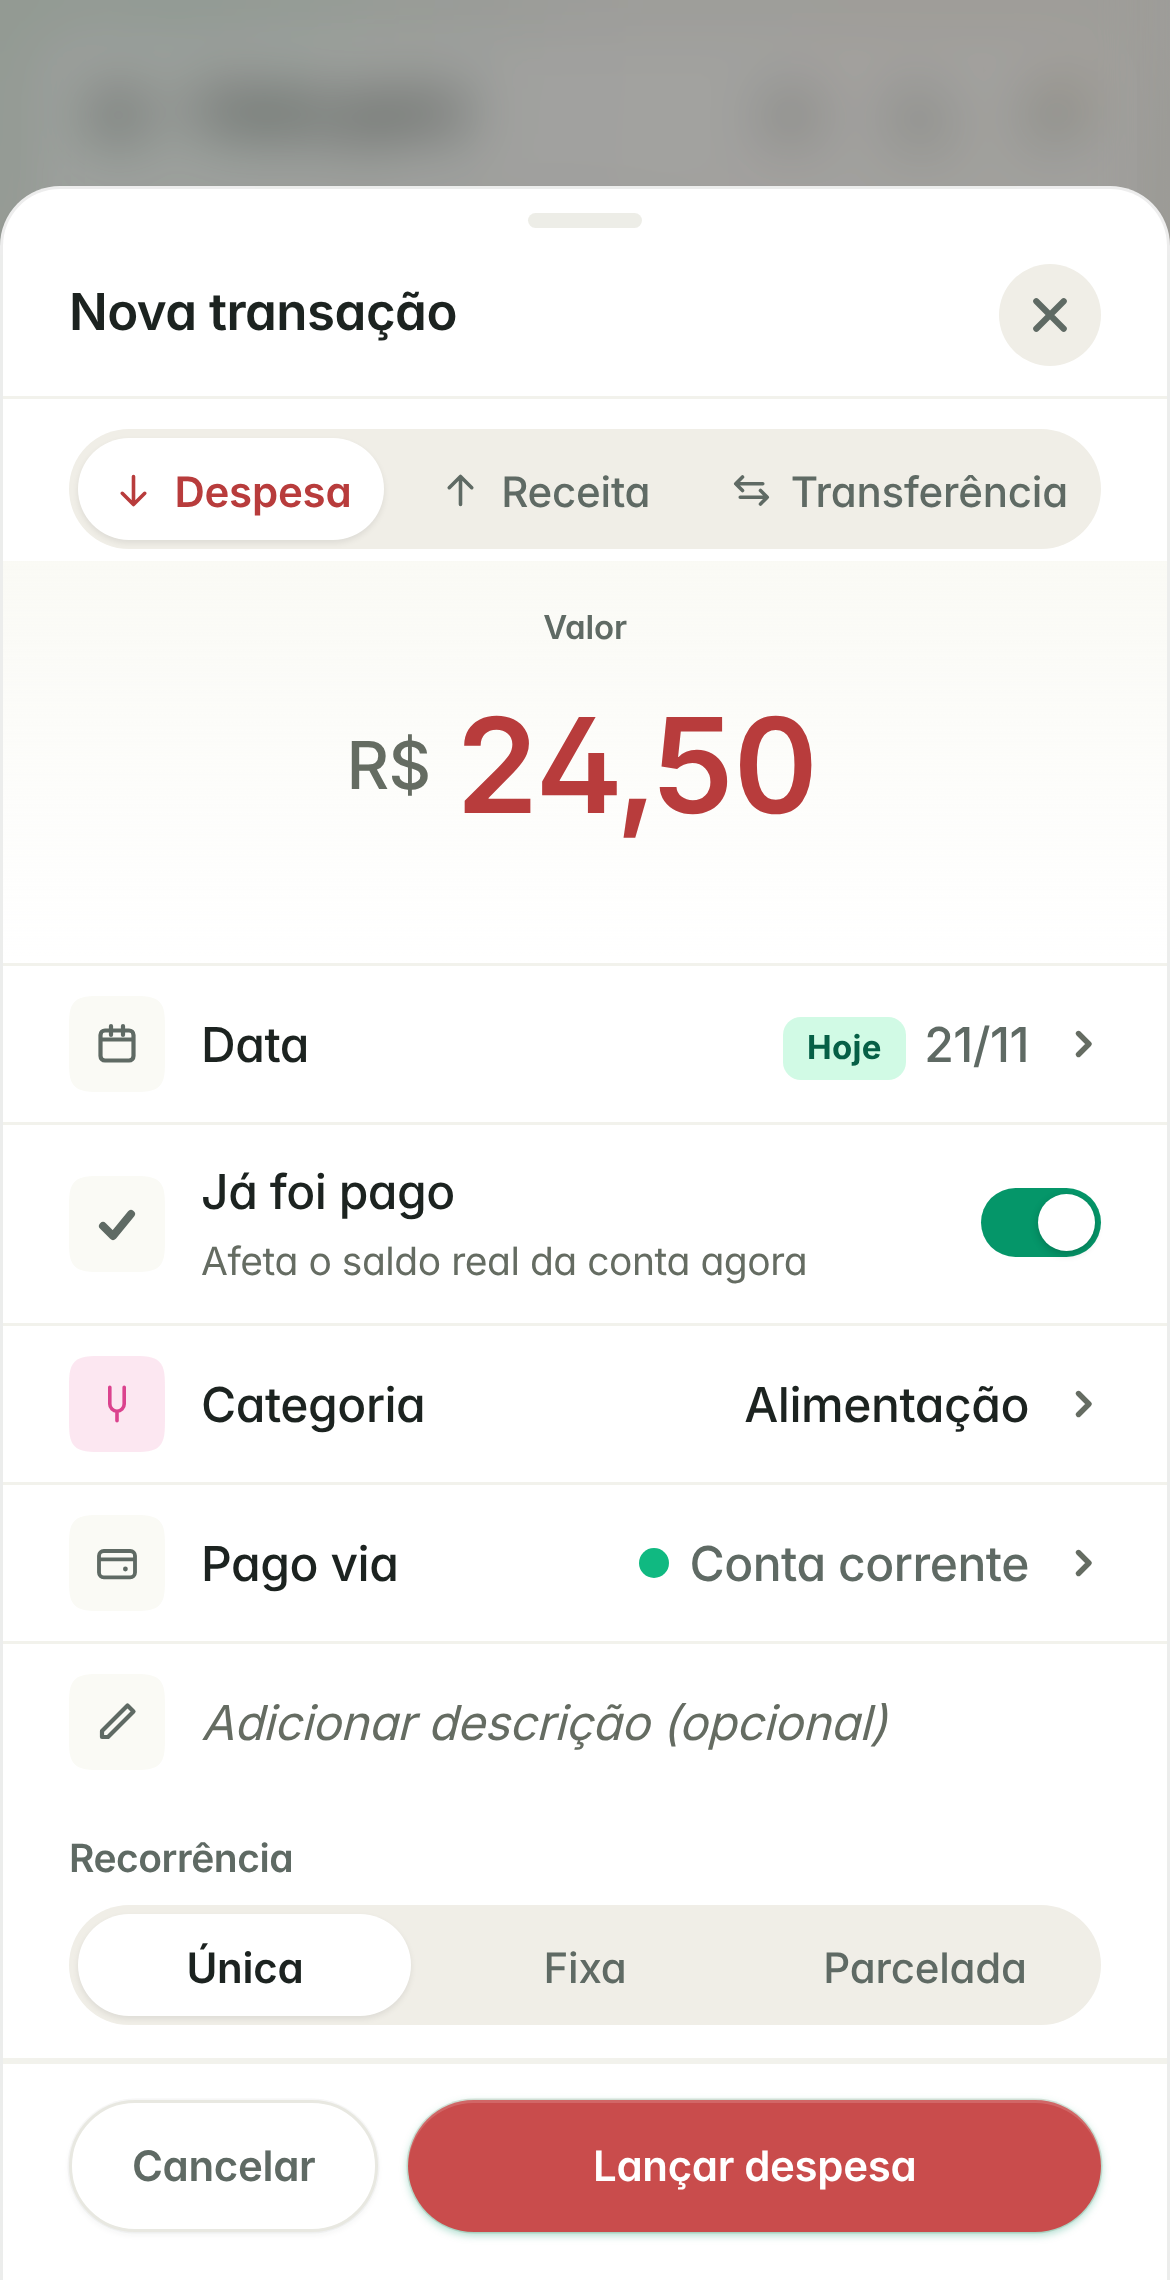 Nova transação
Despesa
Receita
Transferência
Valor
R$ 24,50
Data
Hoje 21/11
Já foi pago
Afeta o saldo real da conta agora
Categoria
Alimentação
Pago via
Conta corrente
Adicionar descrição (opcional)
Recorrência
Única
Fixa
Parcelada
Cancelar
Lançar despesa